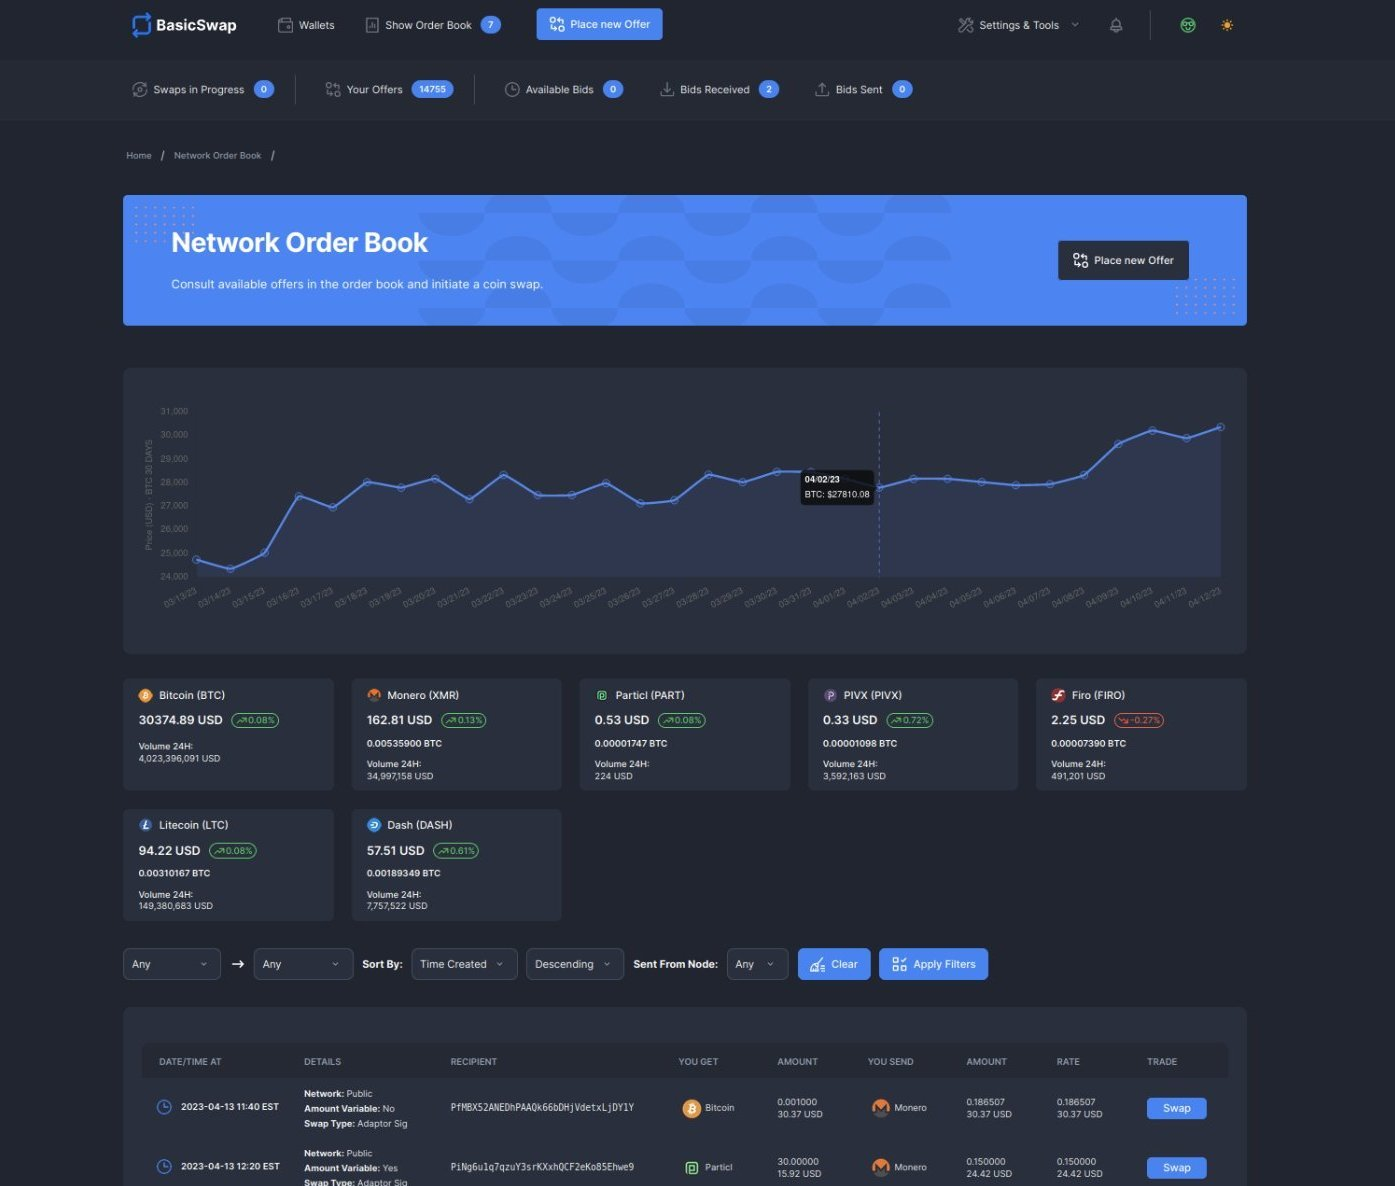 BasicSwap Wallets Show Order Book 7 Place new Offer Settings & Tools
Swaps in Progress 0 Your Offers 14755 Available Bids 0 Bids Received 2 Bids Sent 0
Home / Network Order Book /
Network Order Book
Consult available offers in the order book and initiate a coin swap.
Place new Offer
Price (USD) - BTC 30 DAYS
31,000
30,000
29,000
28,000
27,000
26,000
25,000
24,000
04/02/23
BTC: $27810.08
03/13/23 03/14/23 03/15/23 03/16/23 03/17/23 03/18/23 03/19/23 03/20/23 03/21/23 03/22/23 03/23/23 03/24/23 03/25/23 03/26/23 03/27/23 03/28/23 03/29/23 03/30/23 03/31/23 04/01/23 04/02/23 04/03/23 04/04/23 04/05/23 04/06/23 04/07/23 04/08/23 04/09/23 04/10/23 04/11/23 04/12/23
Bitcoin (BTC)
30374.89 USD 0.08%
Volume 24H:
4,023,396,091 USD
Monero (XMR)
162.81 USD 0.13%
0.00535900 BTC
Volume 24H:
34,997,158 USD
Particl (PART)
0.53 USD 0.08%
0.00001747 BTC
Volume 24H:
224 USD
PIVX (PIVX)
0.33 USD 0.72%
0.00001098 BTC
Volume 24H:
3,592,163 USD
Firo (FIRO)
2.25 USD -0.27%
0.00007390 BTC
Volume 24H:
491,201 USD
Litecoin (LTC)
94.22 USD 0.08%
0.00310167 BTC
Volume 24H:
149,380,683 USD
Dash (DASH)
57.51 USD 0.61%
0.00189349 BTC
Volume 24H:
7,757,522 USD
Any → Any Sort By: Time Created Descending Sent From Node: Any Clear Apply Filters
DATE/TIME AT DETAILS RECIPIENT YOU GET AMOUNT YOU SEND AMOUNT RATE TRADE
2023-04-13 11:40 EST
Network: Public
Amount Variable: No
Swap Type: Adaptor Sig
PfMBX52ANEDhPAAQk66bDHjVdetxLjDY1Y
Bitcoin
0.001000
30.37 USD
Monero
0.186507
30.37 USD
0.186507
30.37 USD
Swap
2023-04-13 12:20 EST
Network: Public
Amount Variable: Yes
Swap Type: Adaptor Sig
PiNg6u1q7qzuY3srKXxhQCF2eKo85Ehwe9
Particl
30.00000
15.92 USD
Monero
0.150000
24.42 USD
0.150000
24.42 USD
Swap